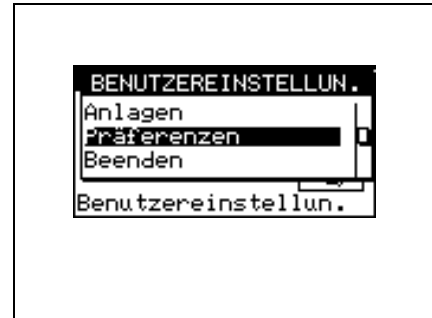 BENUTZEREINSTELLUN.
Anlagen
Präferenzen
Beenden
Benutzereinstellun.